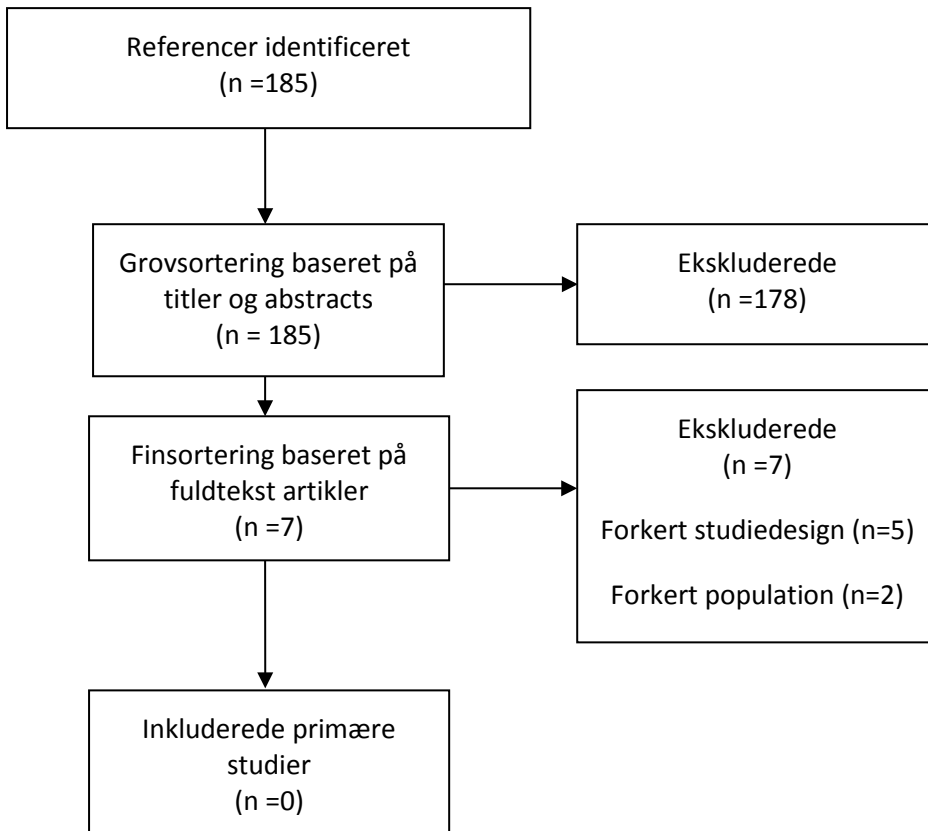 Referencer identificeret
(n =185)
Grovsortering baseret på
titler og abstracts
(n = 185)
Ekskluderede
(n =178)
Finsortering baseret på
fuldtekst artikler
(n =7)
Ekskluderede
(n =7)
Forkert studiedesign (n=5)
Forkert population (n=2)
Inkluderede primære
studier
(n =0)